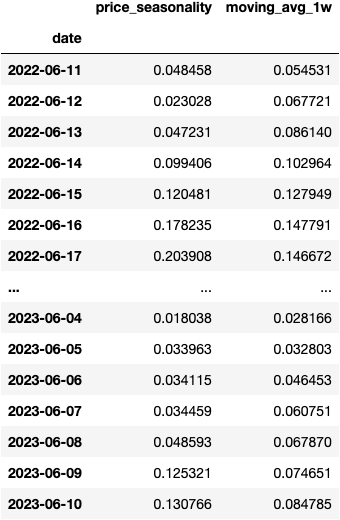 price_seasonality moving_avg_1w
date
2022-06-11 0.048458 0.054531
2022-06-12 0.023028 0.067721
2022-06-13 0.047231 0.086140
2022-06-14 0.099406 0.102964
2022-06-15 0.120481 0.127949
2022-06-16 0.178235 0.147791
2022-06-17 0.203908 0.146672
... ... ...
2023-06-04 0.018038 0.028166
2023-06-05 0.033963 0.032803
2023-06-06 0.034115 0.046453
2023-06-07 0.034459 0.060751
2023-06-08 0.048593 0.067870
2023-06-09 0.125321 0.074651
2023-06-10 0.130766 0.084785